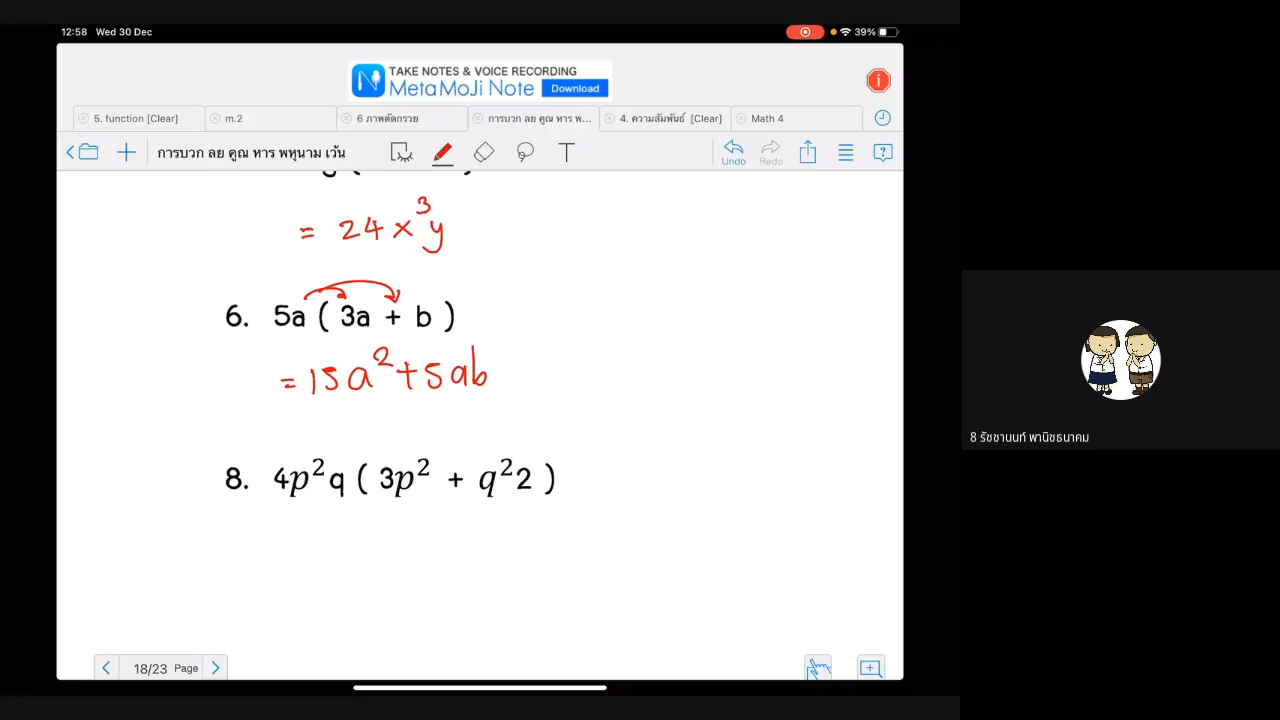 12:58 Wed 30 Dec 39%
TAKE NOTES & VOICE RECORDING
MetaMoJi Note Download
5. function [Clear] m.2 6 ภาพตัดกรวย การบวก ลย คูณ หาร พ... 4. ความสัมพันธ์ [Clear] Math 4
การบวก ลย คูณ หาร พหุนาม เว้น T Undo Redo
= 24x³y
6. 5a ( 3a + b )
= 15a² + 5ab
8. 4p²q ( 3p² + q²2 )
8 รัชชานนท์ พานิชธนาคม
18/23 Page